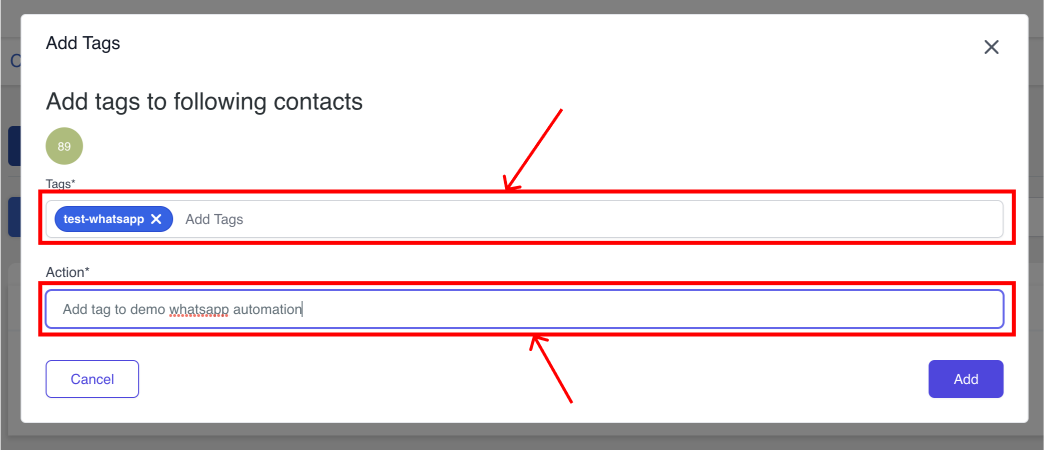 Add Tags
C
Add tags to following contacts
89
Tags*
test-whatsapp Add Tags
Action*
Add tag to demo whatsapp automation
Cancel Add